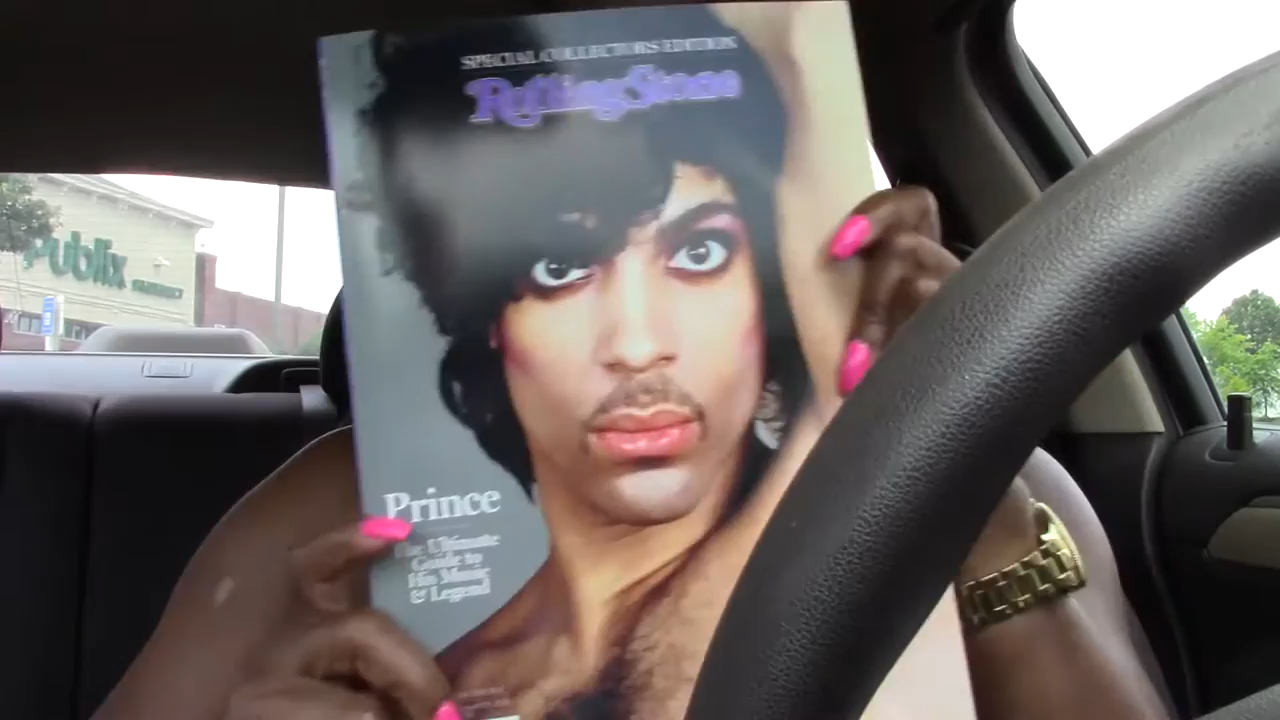 SPECIAL COLLECTORS EDITION
RollingStone
Publix
Prince
The Ultimate
Guide to
His Music
& Legend